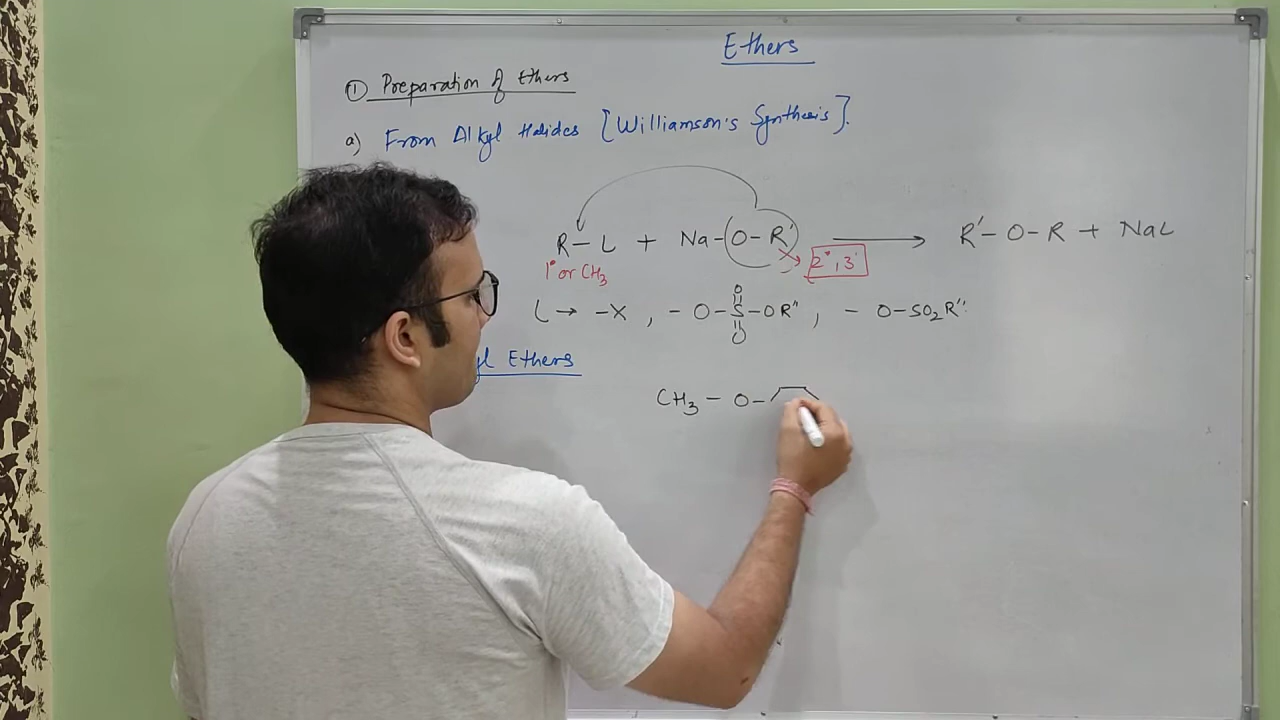 Ethers
① Preparation of Ethers
a) From Alkyl Halides [Williamson's Synthesis].
R – L + Na – O – R' → R' – O – R + NaL
1° or CH3 2°, 3°
L → – X , – O – S – O R'' , – O – SO2R''.
O
O
Ethers
CH3 – O –